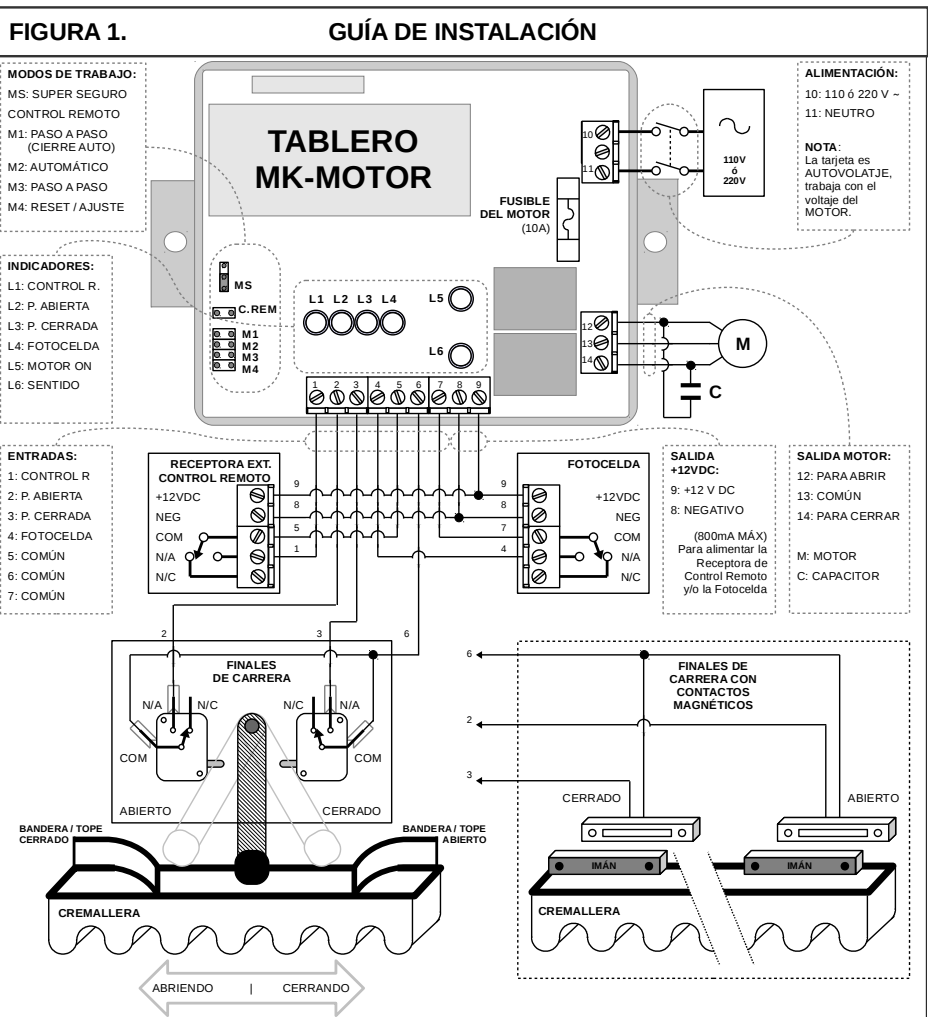 FIGURA 1. GUÍA DE INSTALACIÓN
MODOS DE TRABAJO:
MS: SUPER SEGURO
CONTROL REMOTO
M1: PASO A PASO
(CIERRE AUTO)
M2: AUTOMÁTICO
M3: PASO A PASO
M4: RESET / AJUSTE
TABLERO
MK-MOTOR
ALIMENTACIÓN:
10: 110 ó 220 V ~
11: NEUTRO
NOTA:
La tarjeta es
AUTOVOLATJE,
trabaja con el
voltaje del
MOTOR.
10
11
110V
ó
220V
FUSIBLE
DEL MOTOR
(10A)
INDICADORES:
L1: CONTROL R.
L2: P. ABIERTA
L3: P. CERRADA
L4: FOTOCELDA
L5: MOTOR ON
L6: SENTIDO
MS
C.REM
M1
M2
M3
M4
L1 L2 L3 L4
L5
L6
12
13
14
M
C
1 2 3 4 5 6 7 8 9
ENTRADAS:
1: CONTROL R
2: P. ABIERTA
3: P. CERRADA
4: FOTOCELDA
5: COMÚN
6: COMÚN
7: COMÚN
RECEPTORA EXT.
CONTROL REMOTO
+12VDC
NEG
COM
N/A
N/C
9
8
5
1
FOTOCELDA
+12VDC
NEG
COM
N/A
N/C
9
8
7
4
SALIDA
+12VDC:
9: +12 V DC
8: NEGATIVO
(800mA MÁX)
Para alimentar la
Receptora de
Control Remoto
y/o la Fotocelda
SALIDA MOTOR:
12: PARA ABRIR
13: COMÚN
14: PARA CERRAR
M: MOTOR
C: CAPACITOR
2 3 6
FINALES
DE CARRERA
N/A N/C N/C N/A
COM COM
ABIERTO CERRADO
BANDERA / TOPE
CERRADO
BANDERA / TOPE
ABIERTO
CREMALLERA
ABRIENDO | CERRANDO
6
2
3
FINALES DE
CARRERA CON
CONTACTOS
MAGNÉTICOS
CERRADO ABIERTO
IMÁN IMÁN
CREMALLERA